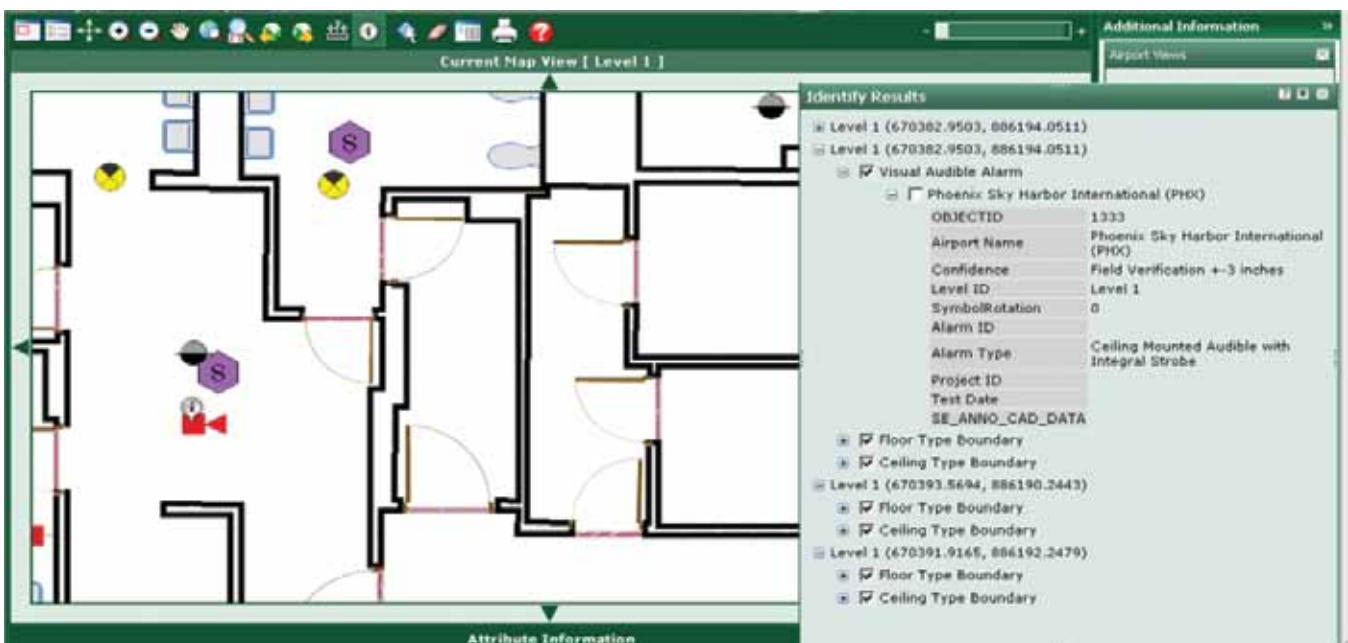 Additional Information
Current Map View [ Level 1 ]
Airport Views
Identify Results
Level 1 (670382.9503, 886194.0511)
Level 1 (670382.9503, 886194.0511)
Visual Audible Alarm
Phoenix Sky Harbor International (PHX)
OBJECTID 1333
Airport Name Phoenix Sky Harbor International
(PHX)
Confidence Field Verification +-3 inches
Level ID Level 1
SymbolRotation 0
Alarm ID
Alarm Type Ceiling Mounted Audible with
Integral Strobe
Project ID
Test Date
SE_ANNO_CAD_DATA
Floor Type Boundary
Ceiling Type Boundary
Level 1 (670393.5694, 886190.2443)
Floor Type Boundary
Ceiling Type Boundary
Level 1 (670391.9165, 886192.2479)
Floor Type Boundary
Ceiling Type Boundary
S
S
Attribute Information